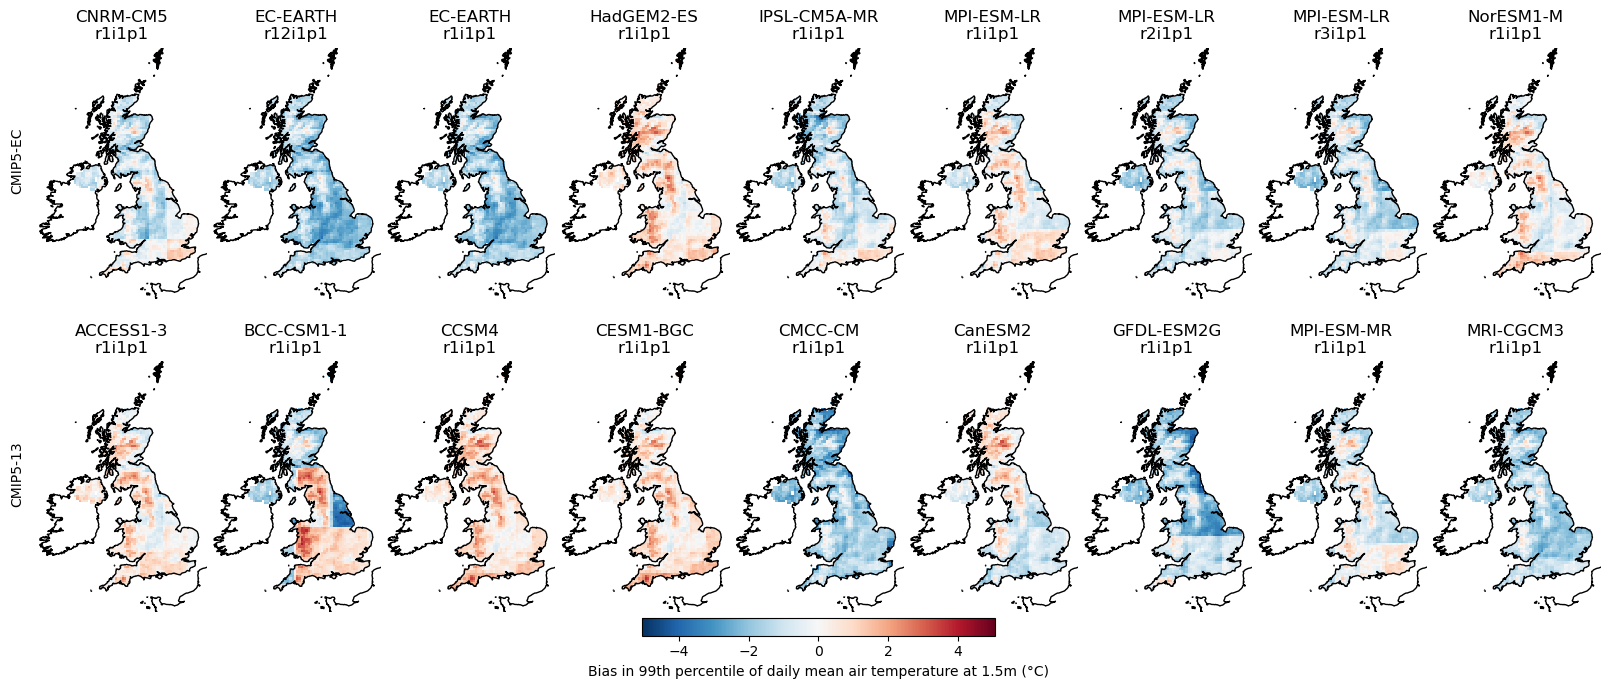 CNRM-CM5 EC-EARTH EC-EARTH HadGEM2-ES IPSL-CM5A-MR MPI-ESM-LR MPI-ESM-LR MPI-ESM-LR NorESM1-M
r1i1p1 r12i1p1 r1i1p1 r1i1p1 r1i1p1 r1i1p1 r2i1p1 r3i1p1 r1i1p1
CMIP5-EC
ACCESS1-3 BCC-CSM1-1 CCSM4 CESM1-BGC CMCC-CM CanESM2 GFDL-ESM2G MPI-ESM-MR MRI-CGCM3
r1i1p1 r1i1p1 r1i1p1 r1i1p1 r1i1p1 r1i1p1 r1i1p1 r1i1p1 r1i1p1
CMIP5-13
−4 −2 0 2 4
Bias in 99th percentile of daily mean air temperature at 1.5m (°C)